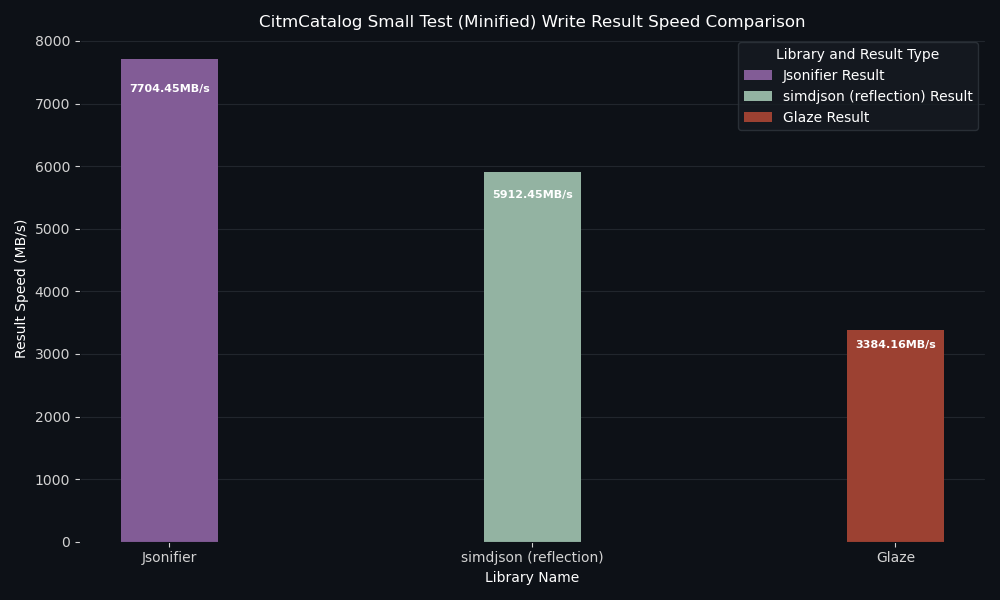 CitmCatalog Small Test (Minified) Write Result Speed Comparison
Library and Result Type
Jsonifier Result
simdjson (reflection) Result
Glaze Result
Result Speed (MB/s)
8000
7000
6000
5000
4000
3000
2000
1000
0
7704.45MB/s
5912.45MB/s
3384.16MB/s
Jsonifier
simdjson (reflection)
Glaze
Library Name